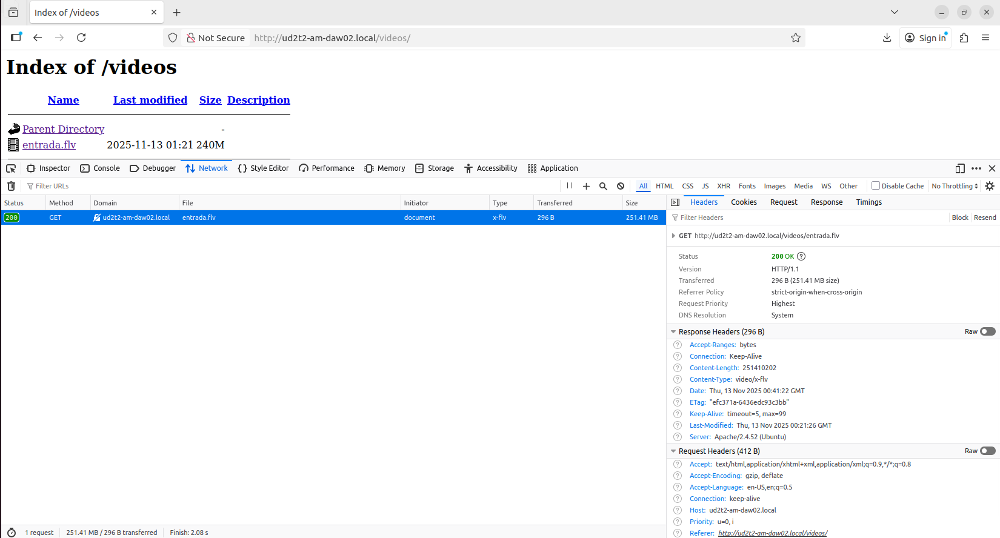 Index of /videos
Not Secure http://ud2t2-am-daw02.local/videos/ Sign in
Index of /videos
Name Last modified Size Description
Parent Directory -
entrada.flv 2025-11-13 01:21 240M
Inspector Console Debugger Network Style Editor Performance Memory Storage Accessibility Application
Filter URLs All HTML CSS JS XHR Fonts Images Media WS Other Disable Cache No Throttling
Status Method Domain File Initiator Type Transferred Size
200 GET ud2t2-am-daw02.local entrada.flv document x-flv 296 B 251.41 MB
Headers Cookies Request Response Timings
Filter Headers Block Resend
GET http://ud2t2-am-daw02.local/videos/entrada.flv
Status 200 OK
Version HTTP/1.1
Transferred 296 B (251.41 MB size)
Referrer Policy strict-origin-when-cross-origin
Request Priority Highest
DNS Resolution System
Response Headers (296 B) Raw
Accept-Ranges: bytes
Connection: Keep-Alive
Content-Length: 251410202
Content-Type: video/x-flv
Date: Thu, 13 Nov 2025 00:41:22 GMT
ETag: "efc371a-6436edc93c3bb"
Keep-Alive: timeout=5, max=99
Last-Modified: Thu, 13 Nov 2025 00:21:26 GMT
Server: Apache/2.4.52 (Ubuntu)
Request Headers (412 B) Raw
Accept: text/html,application/xhtml+xml,application/xml;q=0.9,*/*;q=0.8
Accept-Encoding: gzip, deflate
Accept-Language: en-US,en;q=0.5
Connection: keep-alive
Host: ud2t2-am-daw02.local
Priority: u=0, i
Referer: http://ud2t2-am-daw02.local/videos/
1 request 251.41 MB / 296 B transferred Finish: 2.08 s